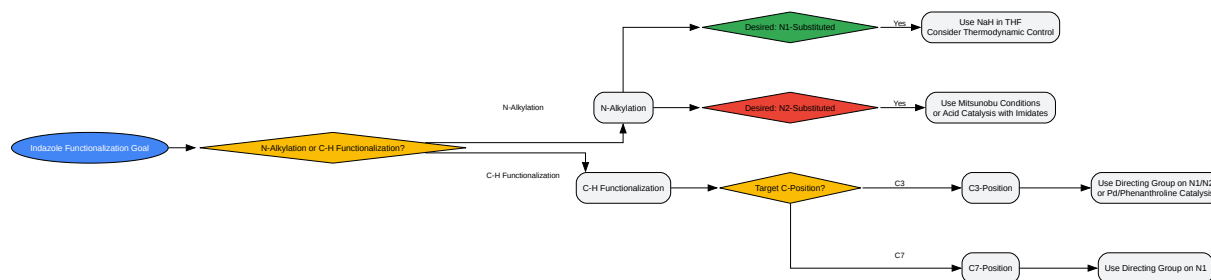 Desired: N1-Substituted
Yes
Use NaH in THF
Consider Thermodynamic Control
N-Alkylation
N-Alkylation
Desired: N2-Substituted
Yes
Use Mitsunobu Conditions
or Acid Catalysis with Imidates
Indazole Functionalization Goal
N-Alkylation or C-H Functionalization?
C-H Functionalization
C-H Functionalization
Target C-Position?
C3
C3-Position
Use Directing Group on N1/N2
or Pd/Phenanthroline Catalysis
C7
C7-Position
Use Directing Group on N1